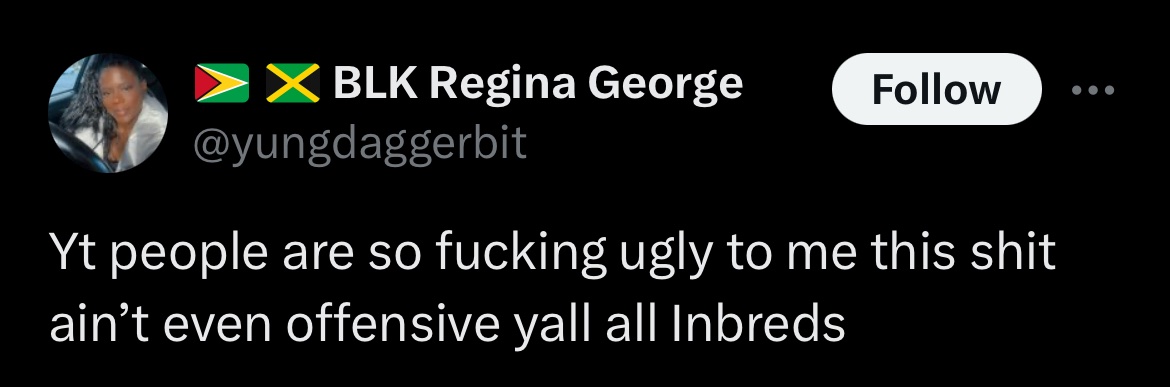 🇬🇾 🇯🇲 BLK Regina George
Follow
@yungdaggerbit
Yt people are so fucking ugly to me this shit
ain’t even offensive yall all Inbreds